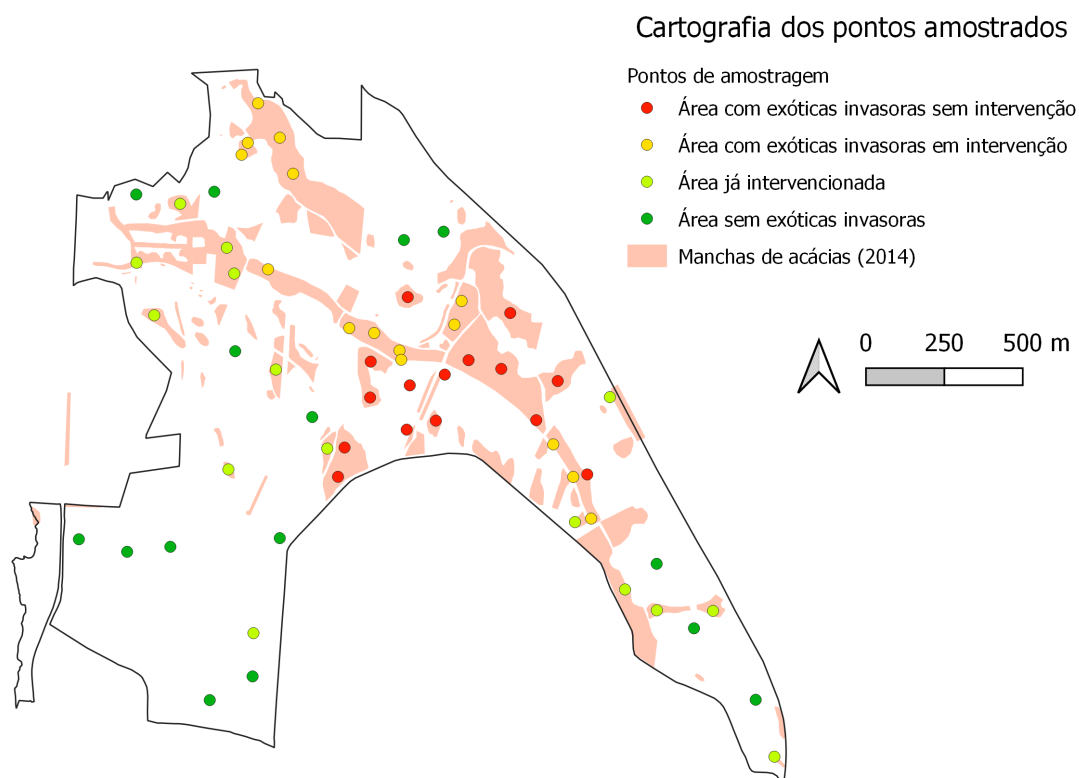 Cartografia dos pontos amostrados
Pontos de amostragem
Área com exóticas invasoras sem intervenção
Área com exóticas invasoras em intervenção
Área já intervencionada
Área sem exóticas invasoras
Manchas de acácias (2014)
0 250 500 m